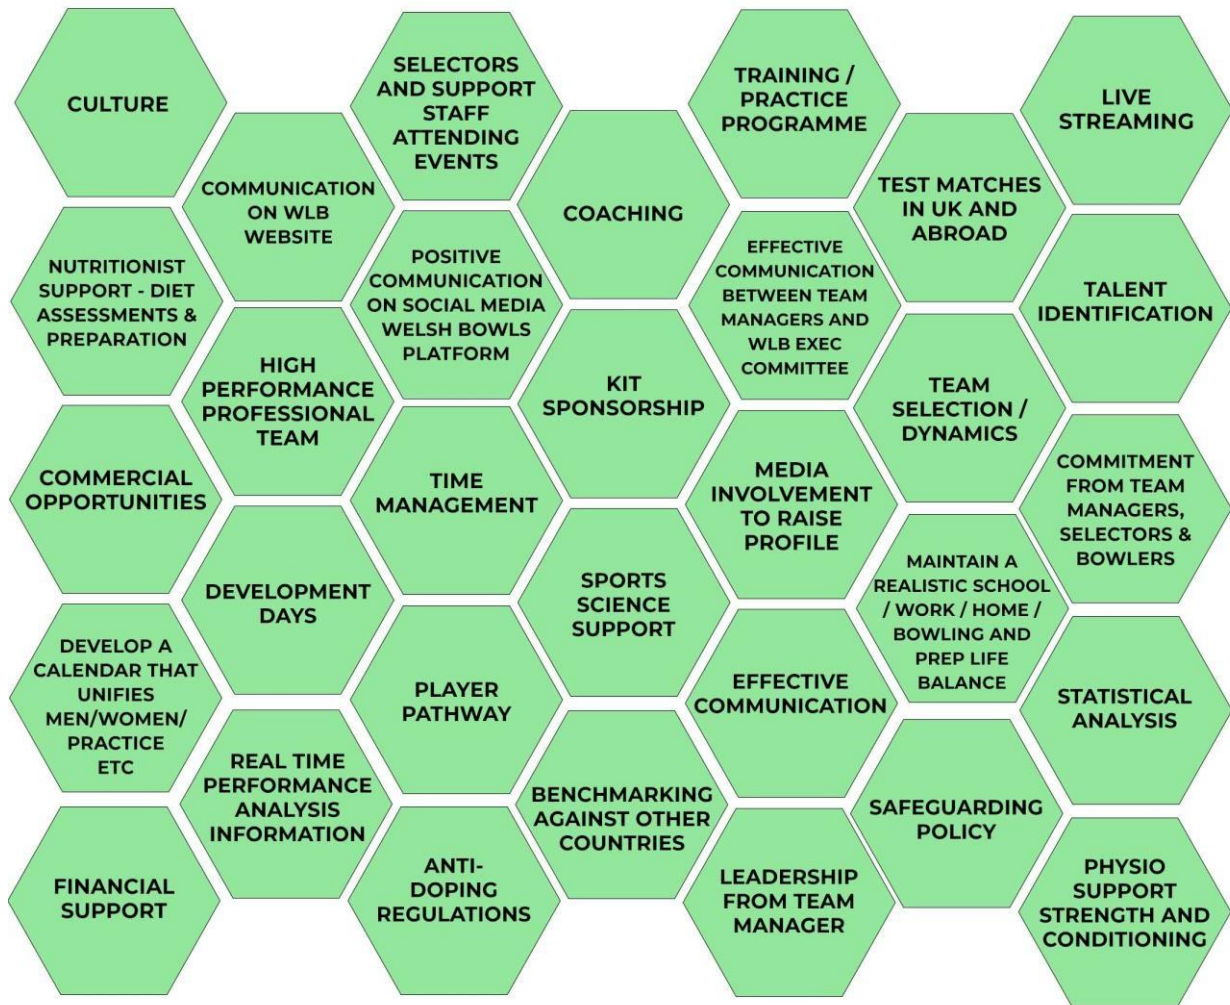 CULTURE
SELECTORS
AND SUPPORT
STAFF
ATTENDING
EVENTS
TRAINING /
PRACTICE
PROGRAMME
LIVE
STREAMING
COMMUNICATION
ON WLB
WEBSITE
COACHING
TEST MATCHES
IN UK AND
ABROAD
NUTRITIONIST
SUPPORT - DIET
ASSESSMENTS &
PREPARATION
POSITIVE
COMMUNICATION
ON SOCIAL MEDIA
WELSH BOWLS
PLATFORM
EFFECTIVE
COMMUNICATION
BETWEEN TEAM
MANAGERS AND
WLB EXEC
COMMITTEE
TALENT
IDENTIFICATION
HIGH
PERFORMANCE
PROFESSIONAL
TEAM
KIT
SPONSORSHIP
TEAM
SELECTION /
DYNAMICS
COMMERCIAL
OPPORTUNITIES
TIME
MANAGEMENT
MEDIA
INVOLVEMENT
TO RAISE
PROFILE
COMMITMENT
FROM TEAM
MANAGERS,
SELECTORS &
BOWLERS
DEVELOPMENT
DAYS
SPORTS
SCIENCE
SUPPORT
MAINTAIN A
REALISTIC SCHOOL
/ WORK / HOME /
BOWLING AND
PREP LIFE
BALANCE
DEVELOP A
CALENDAR THAT
UNIFIES
MEN/WOMEN/
PRACTICE
ETC
PLAYER
PATHWAY
EFFECTIVE
COMMUNICATION
STATISTICAL
ANALYSIS
REAL TIME
PERFORMANCE
ANALYSIS
INFORMATION
BENCHMARKING
AGAINST OTHER
COUNTRIES
SAFEGUARDING
POLICY
FINANCIAL
SUPPORT
ANTI-
DOPING
REGULATIONS
LEADERSHIP
FROM TEAM
MANAGER
PHYSIO
SUPPORT
STRENGTH AND
CONDITIONING